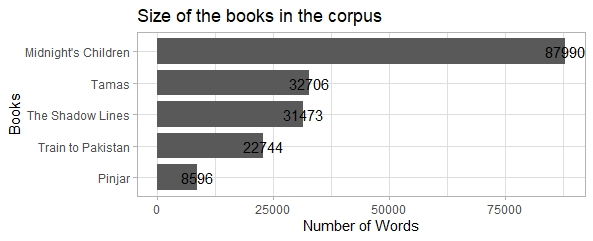 Size of the books in the corpus
Books
Midnight's Children 87990
Tamas 32706
The Shadow Lines 31473
Train to Pakistan 22744
Pinjar 8596
0 25000 50000 75000
Number of Words